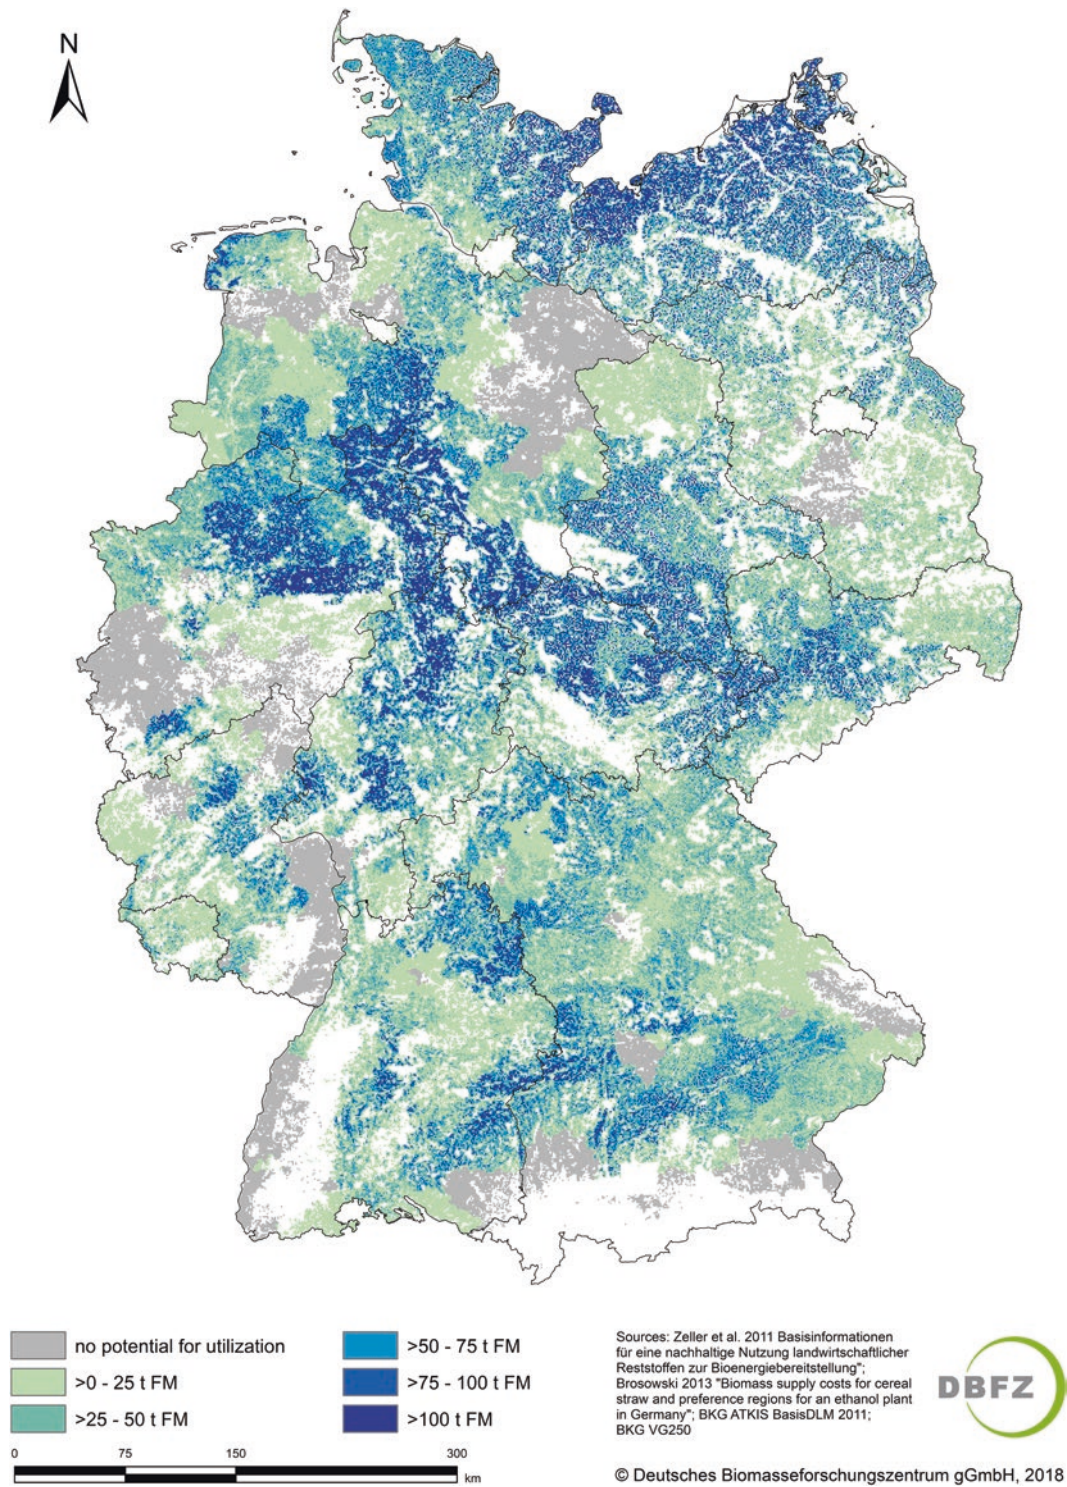 N
no potential for utilization
>0 - 25 t FM
>25 - 50 t FM
>50 - 75 t FM
>75 - 100 t FM
>100 t FM
0 75 150 300
km
Sources: Zeller et al. 2011 Basisinformationen
für eine nachhaltige Nutzung landwirtschaftlicher
Reststoffen zur Bioenergiebereitstellung";
Brosowski 2013 "Biomass supply costs for cereal
straw and preference regions for an ethanol plant
in Germany"; BKG ATKIS BasisDLM 2011;
BKG VG250
DBFZ
© Deutsches Biomasseforschungszentrum gGmbH, 2018